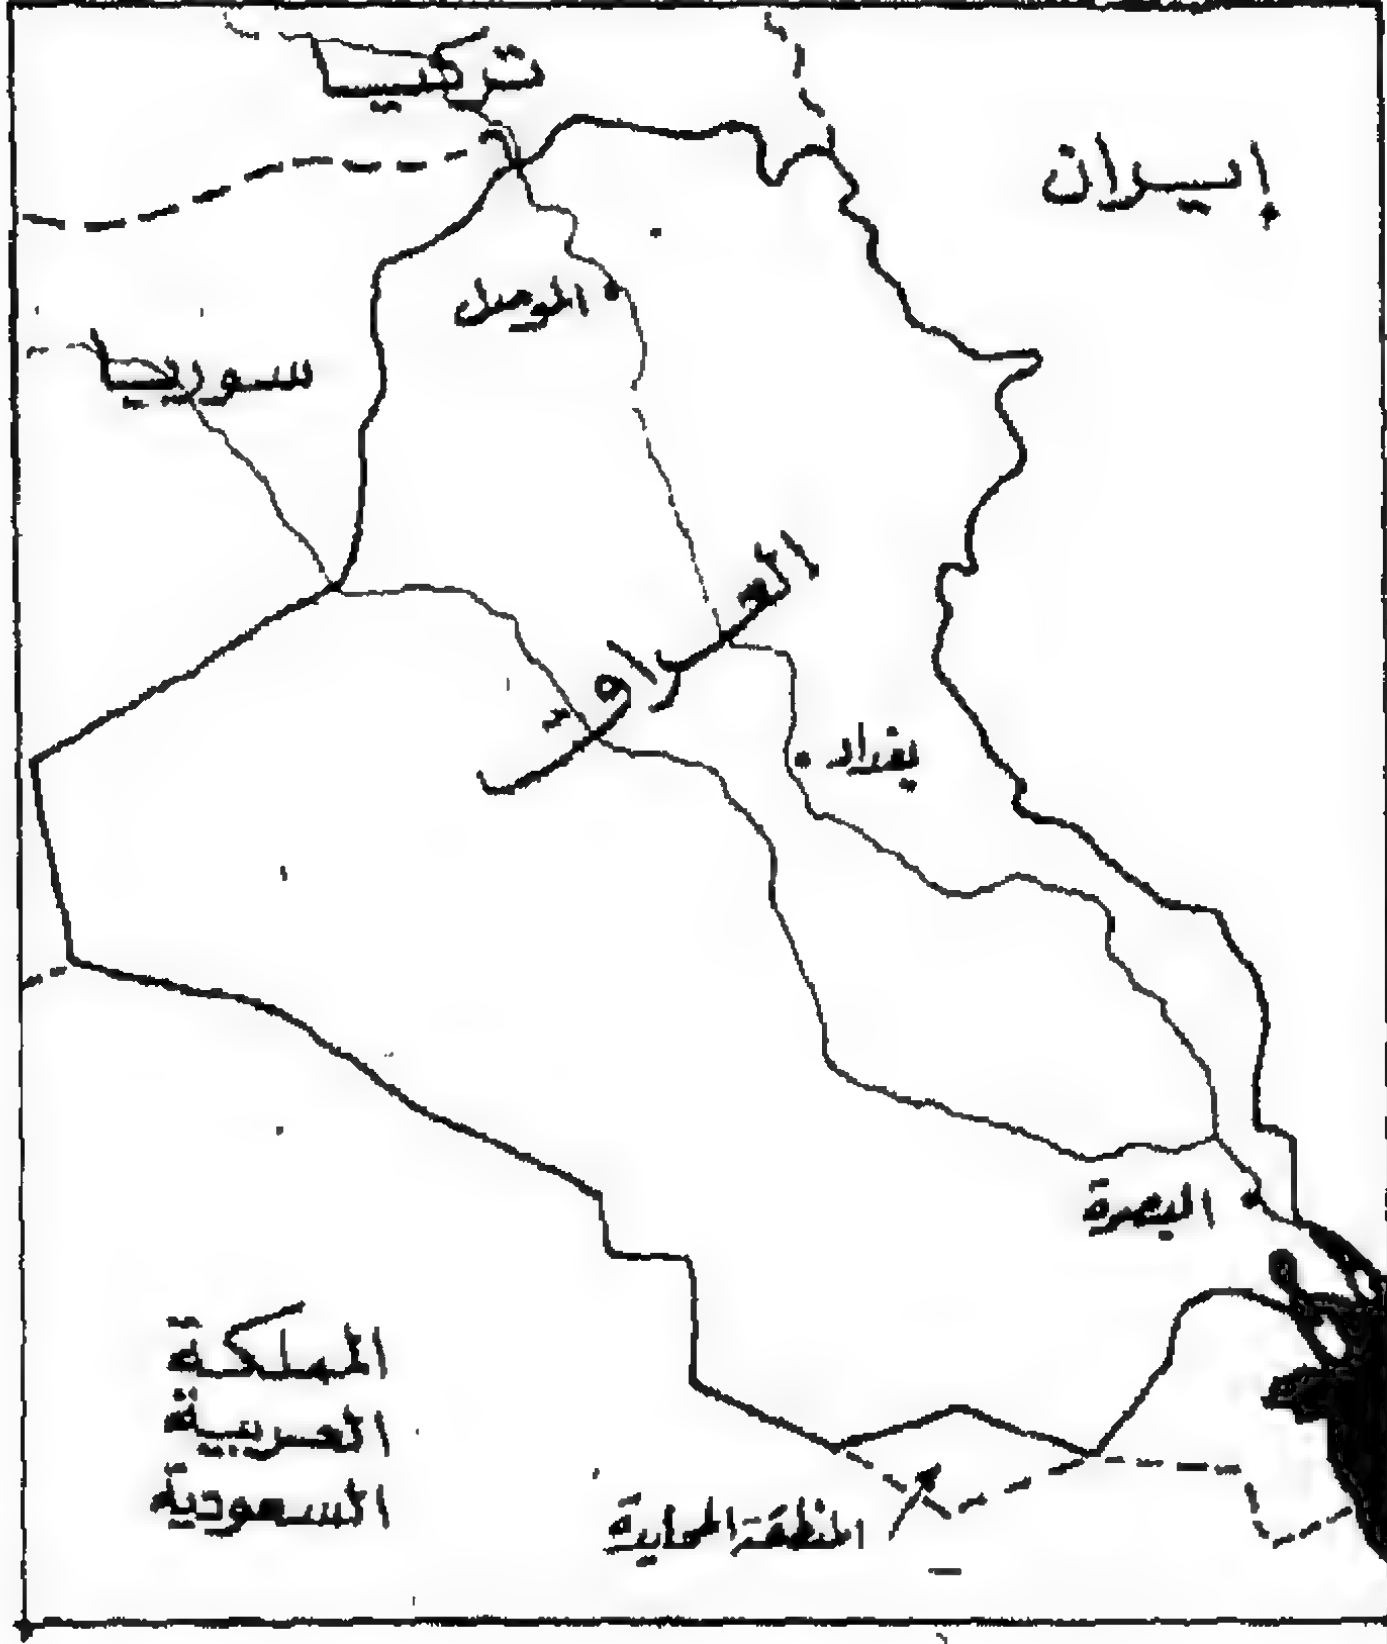 تركيا
إيران
الموصل
سوريا
العراق
بغداد
البصرة
المملكة
العربية
السعودية
المنطقة المحايدة